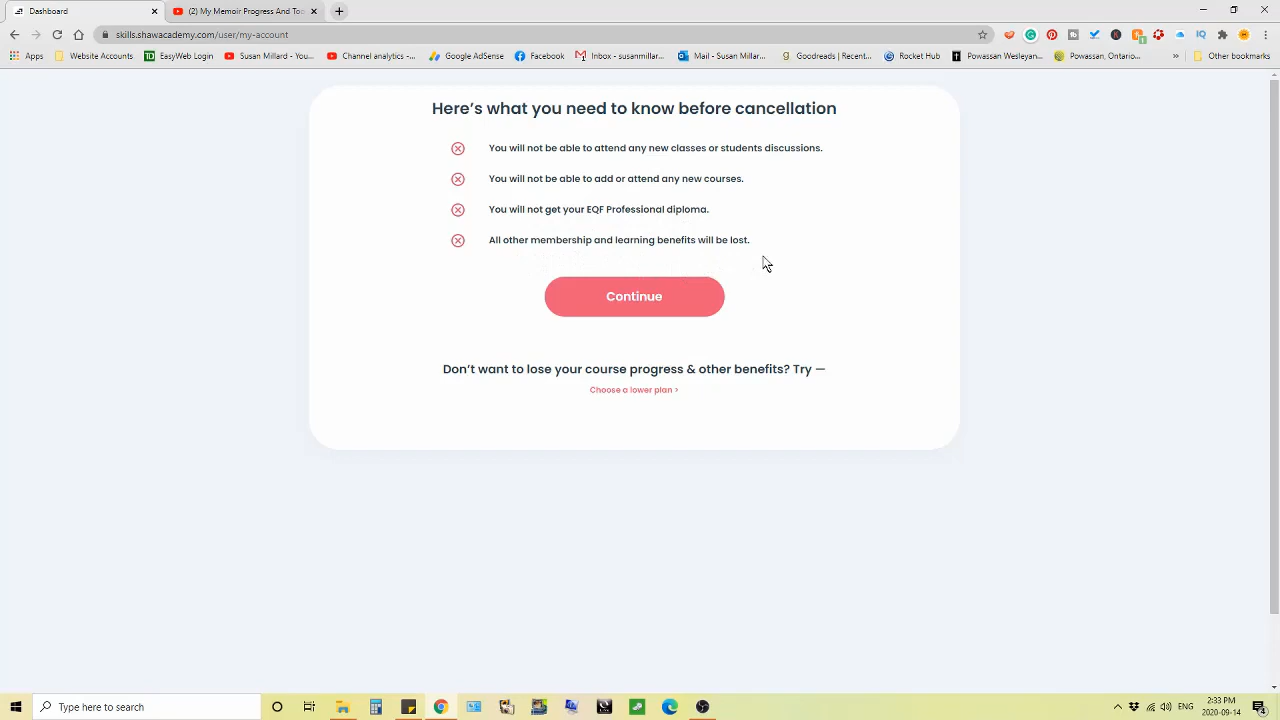 Dashboard
(2) My Memoir Progress And Too
skills.shawacademy.com/user/my-account
Apps
Website Accounts
EasyWeb Login
Susan Millard You...
Channel analytics -...
Google AdSense
Facebook
Inbox - susanmillar...
Mail - Susan Millar...
Goodreads | Recent...
Rocket Hub
Powassan Wesleyan...
Powassan, Ontario...
Other bookmarks
Here's what you need to know before cancellation
You will not be able to attend any new classes or students discussions.
You will not be able to add or attend any new courses.
You will not get your EQF Professional diploma.
All other membership and learning benefits will be lost.
Continue
Don't want to lose your course progress & other benefits? Try —
Choose a lower plan >
Type here to search
ENG
2:33 PM
2020-09-14